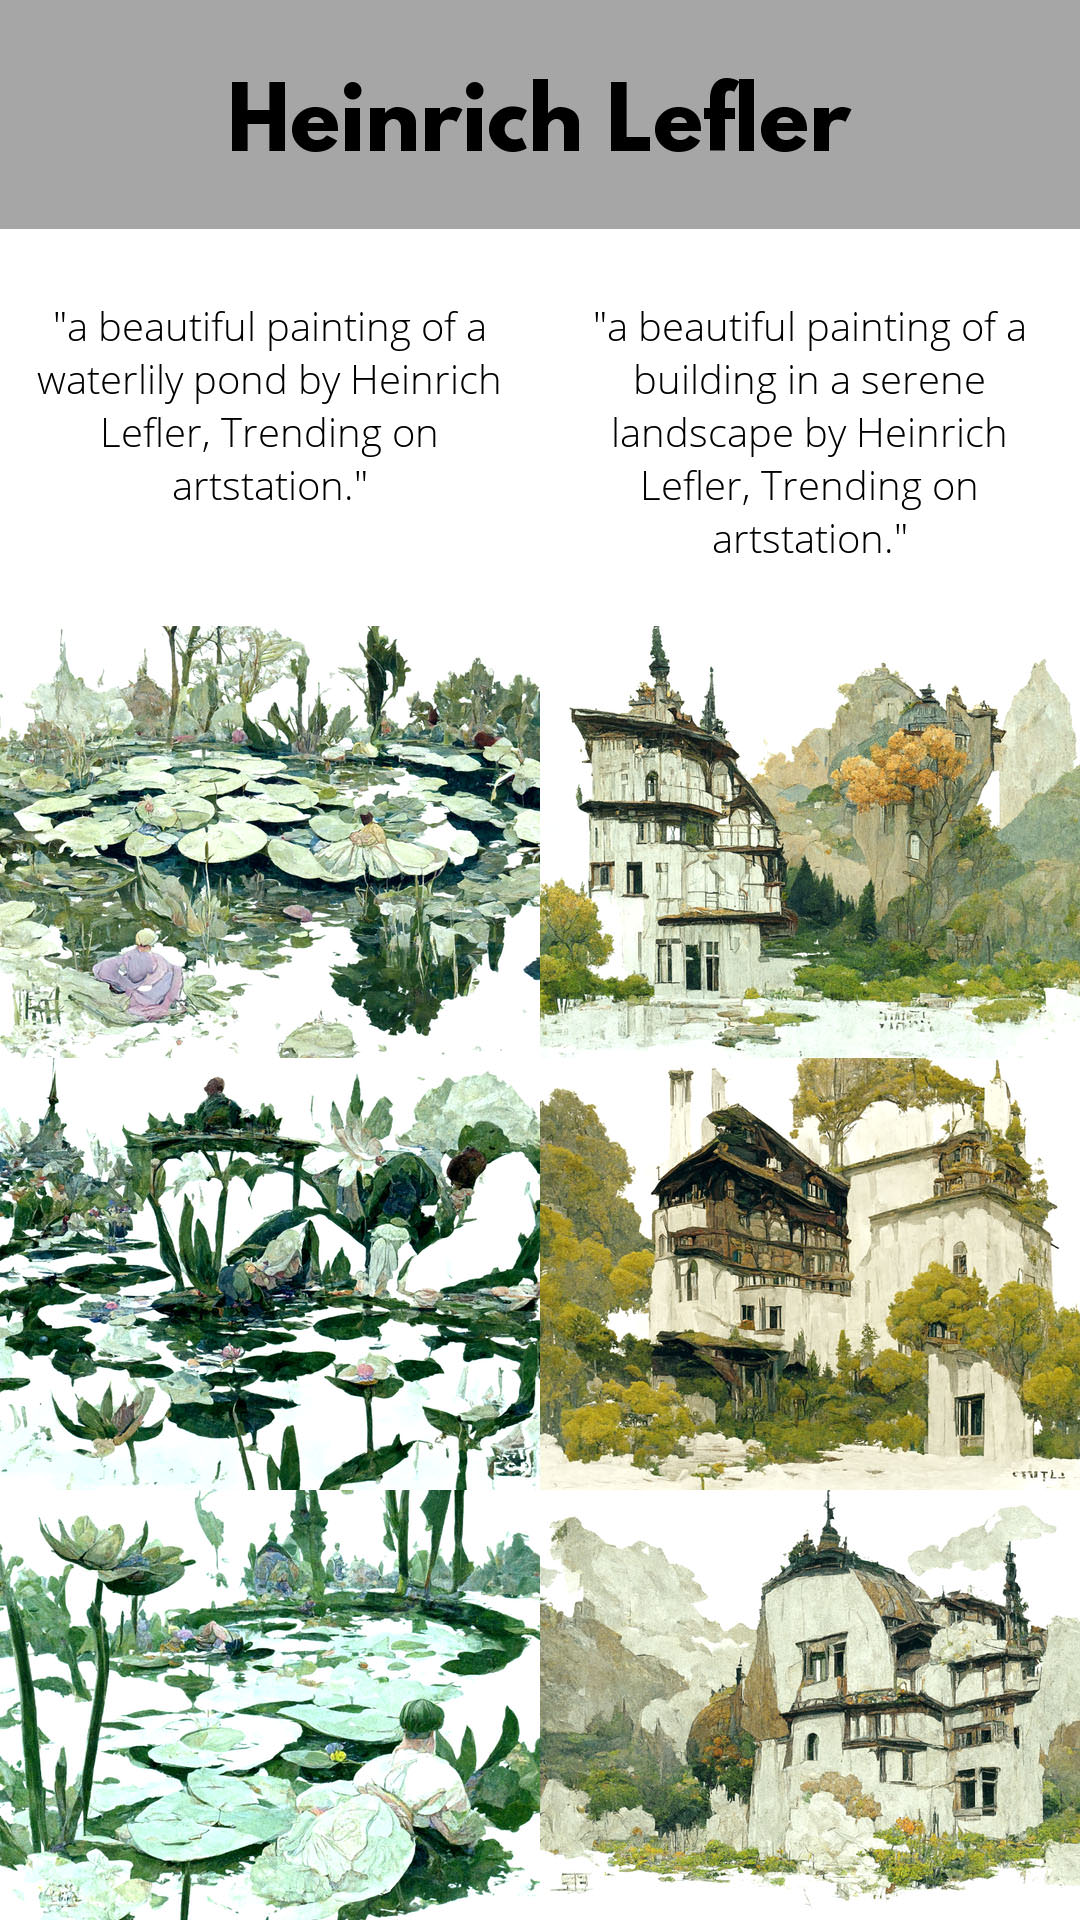 Heinrich Lefler
"a beautiful painting of a
waterlily pond by Heinrich
Lefler, Trending on
artstation."
"a beautiful painting of a
building in a serene
landscape by Heinrich
Lefler, Trending on
artstation."